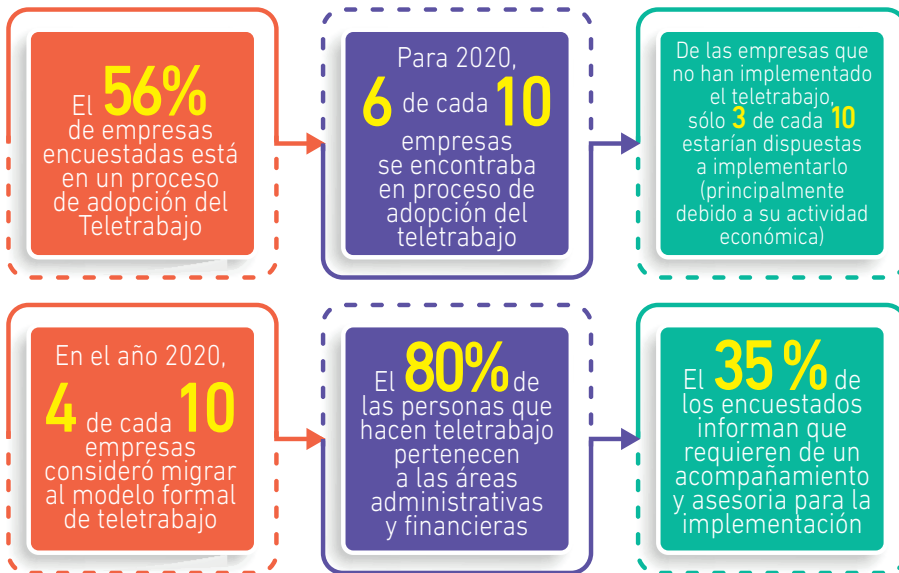 El 56%
de empresas
encuestadas está
en un proceso
de adopción del
Teletrabajo
Para 2020,
6 de cada 10
empresas
se encontraba
en proceso de
adopción del
teletrabajo
De las empresas que
no han implementado
el teletrabajo,
sólo 3 de cada 10
estarían dispuestas
a implementarlo
(principalmente
debido a su actividad
económica)
En el año 2020,
4 de cada 10
empresas
consideró migrar
al modelo formal
de teletrabajo
El 80% de
las personas que
hacen teletrabajo
pertenecen
a las áreas
administrativas
y financieras
El 35 % de
los encuestados
informan que
requieren de un
acompañamiento
y asesoria para la
implementación